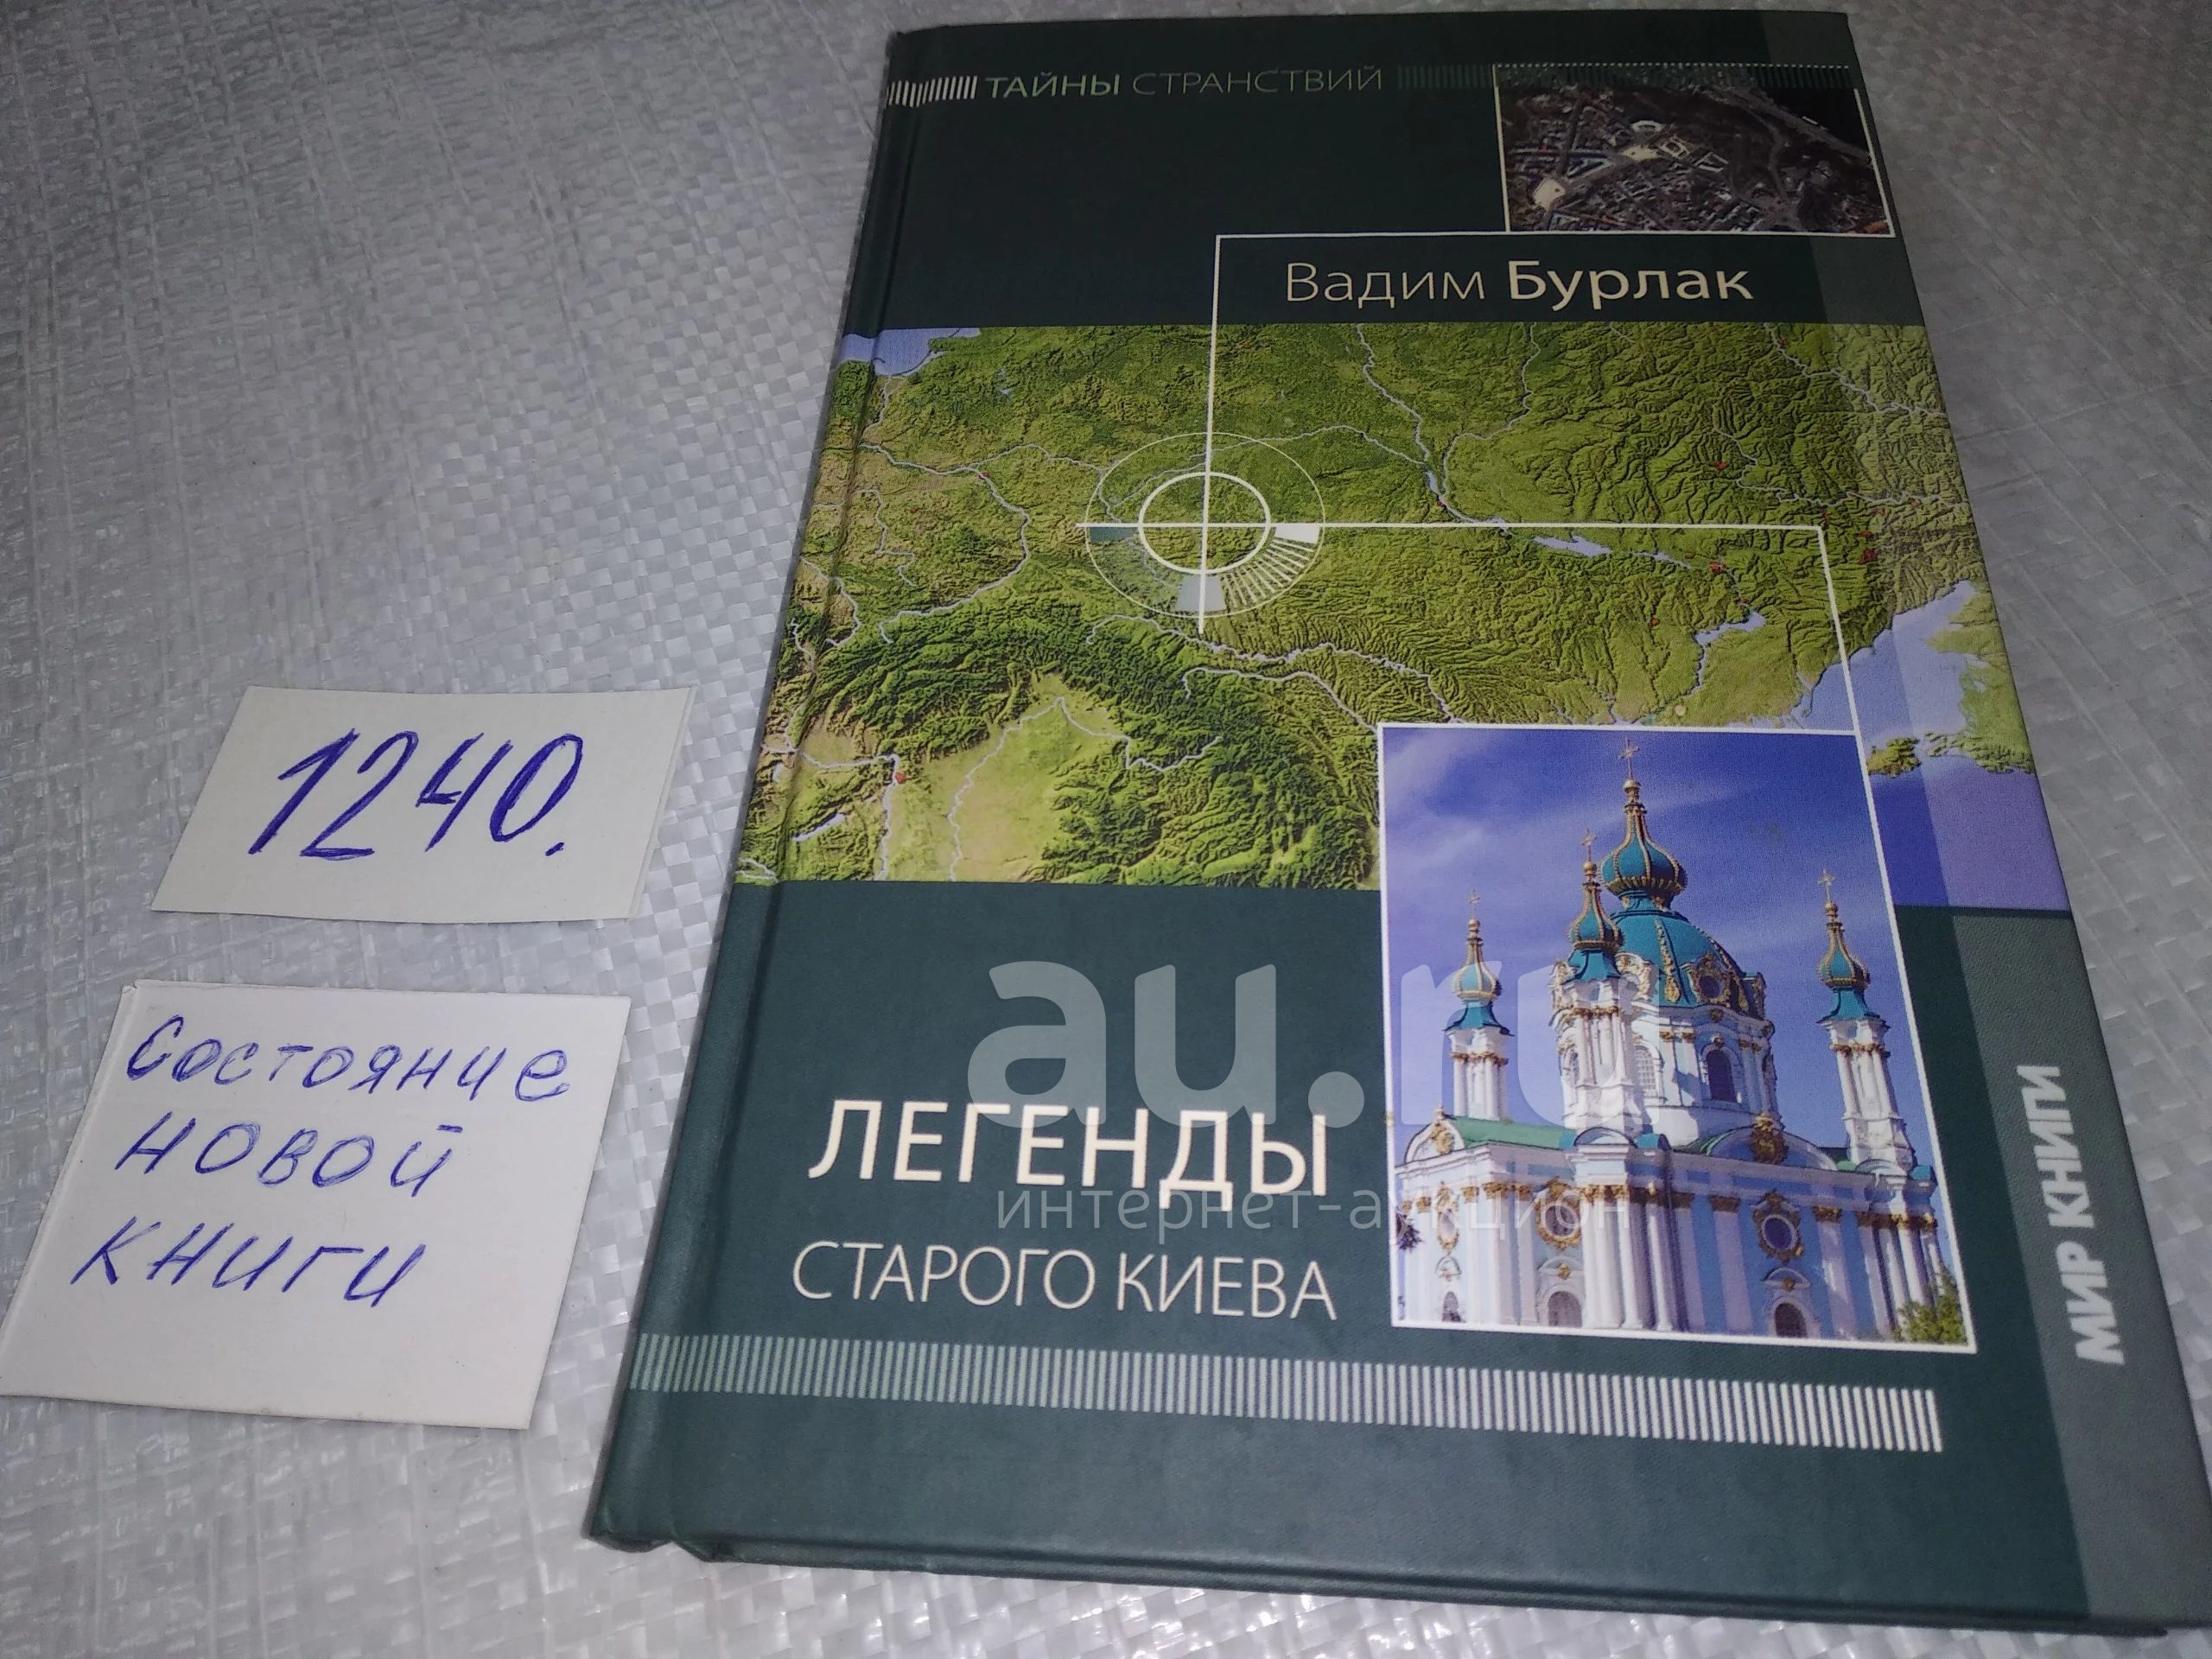 ТАЙНЫ СТРАНСТВИЙ
Вадим Бурлак
1240.
Состояние
новой
книги
au.ru
ЛЕГЕНДЫ
интернет-аукцион
СТАРОГО КИЕВА
МИР КНИГИ